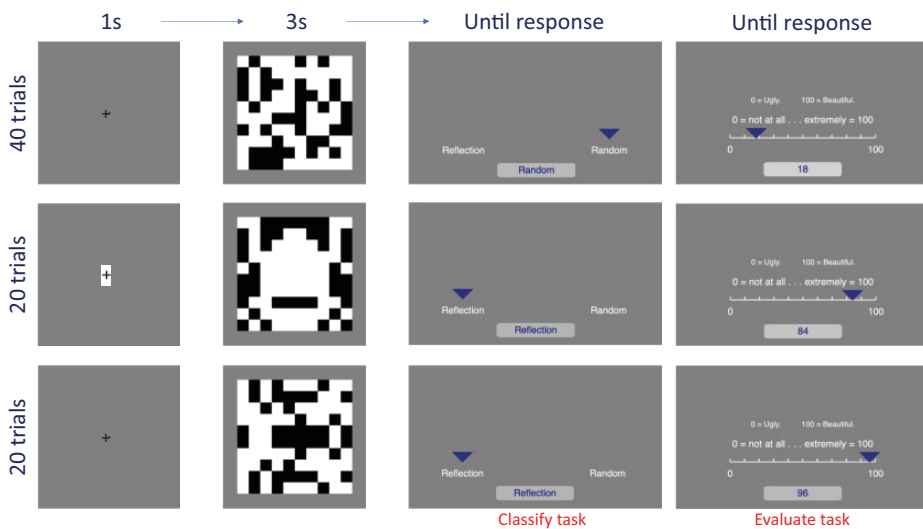 1s 3s Until response Until response
40 trials
0 = Ugly. 100 = Beautiful.
0 = not at all . . . extremely = 100
0 100
Reflection Random
Random
18
20 trials
0 = Ugly. 100 = Beautiful.
0 = not at all . . . extremely = 100
0 100
Reflection Random
Reflection
84
20 trials
0 = Ugly. 100 = Beautiful.
0 = not at all . . . extremely = 100
0 100
Reflection Random
Reflection
96
Classify task Evaluate task